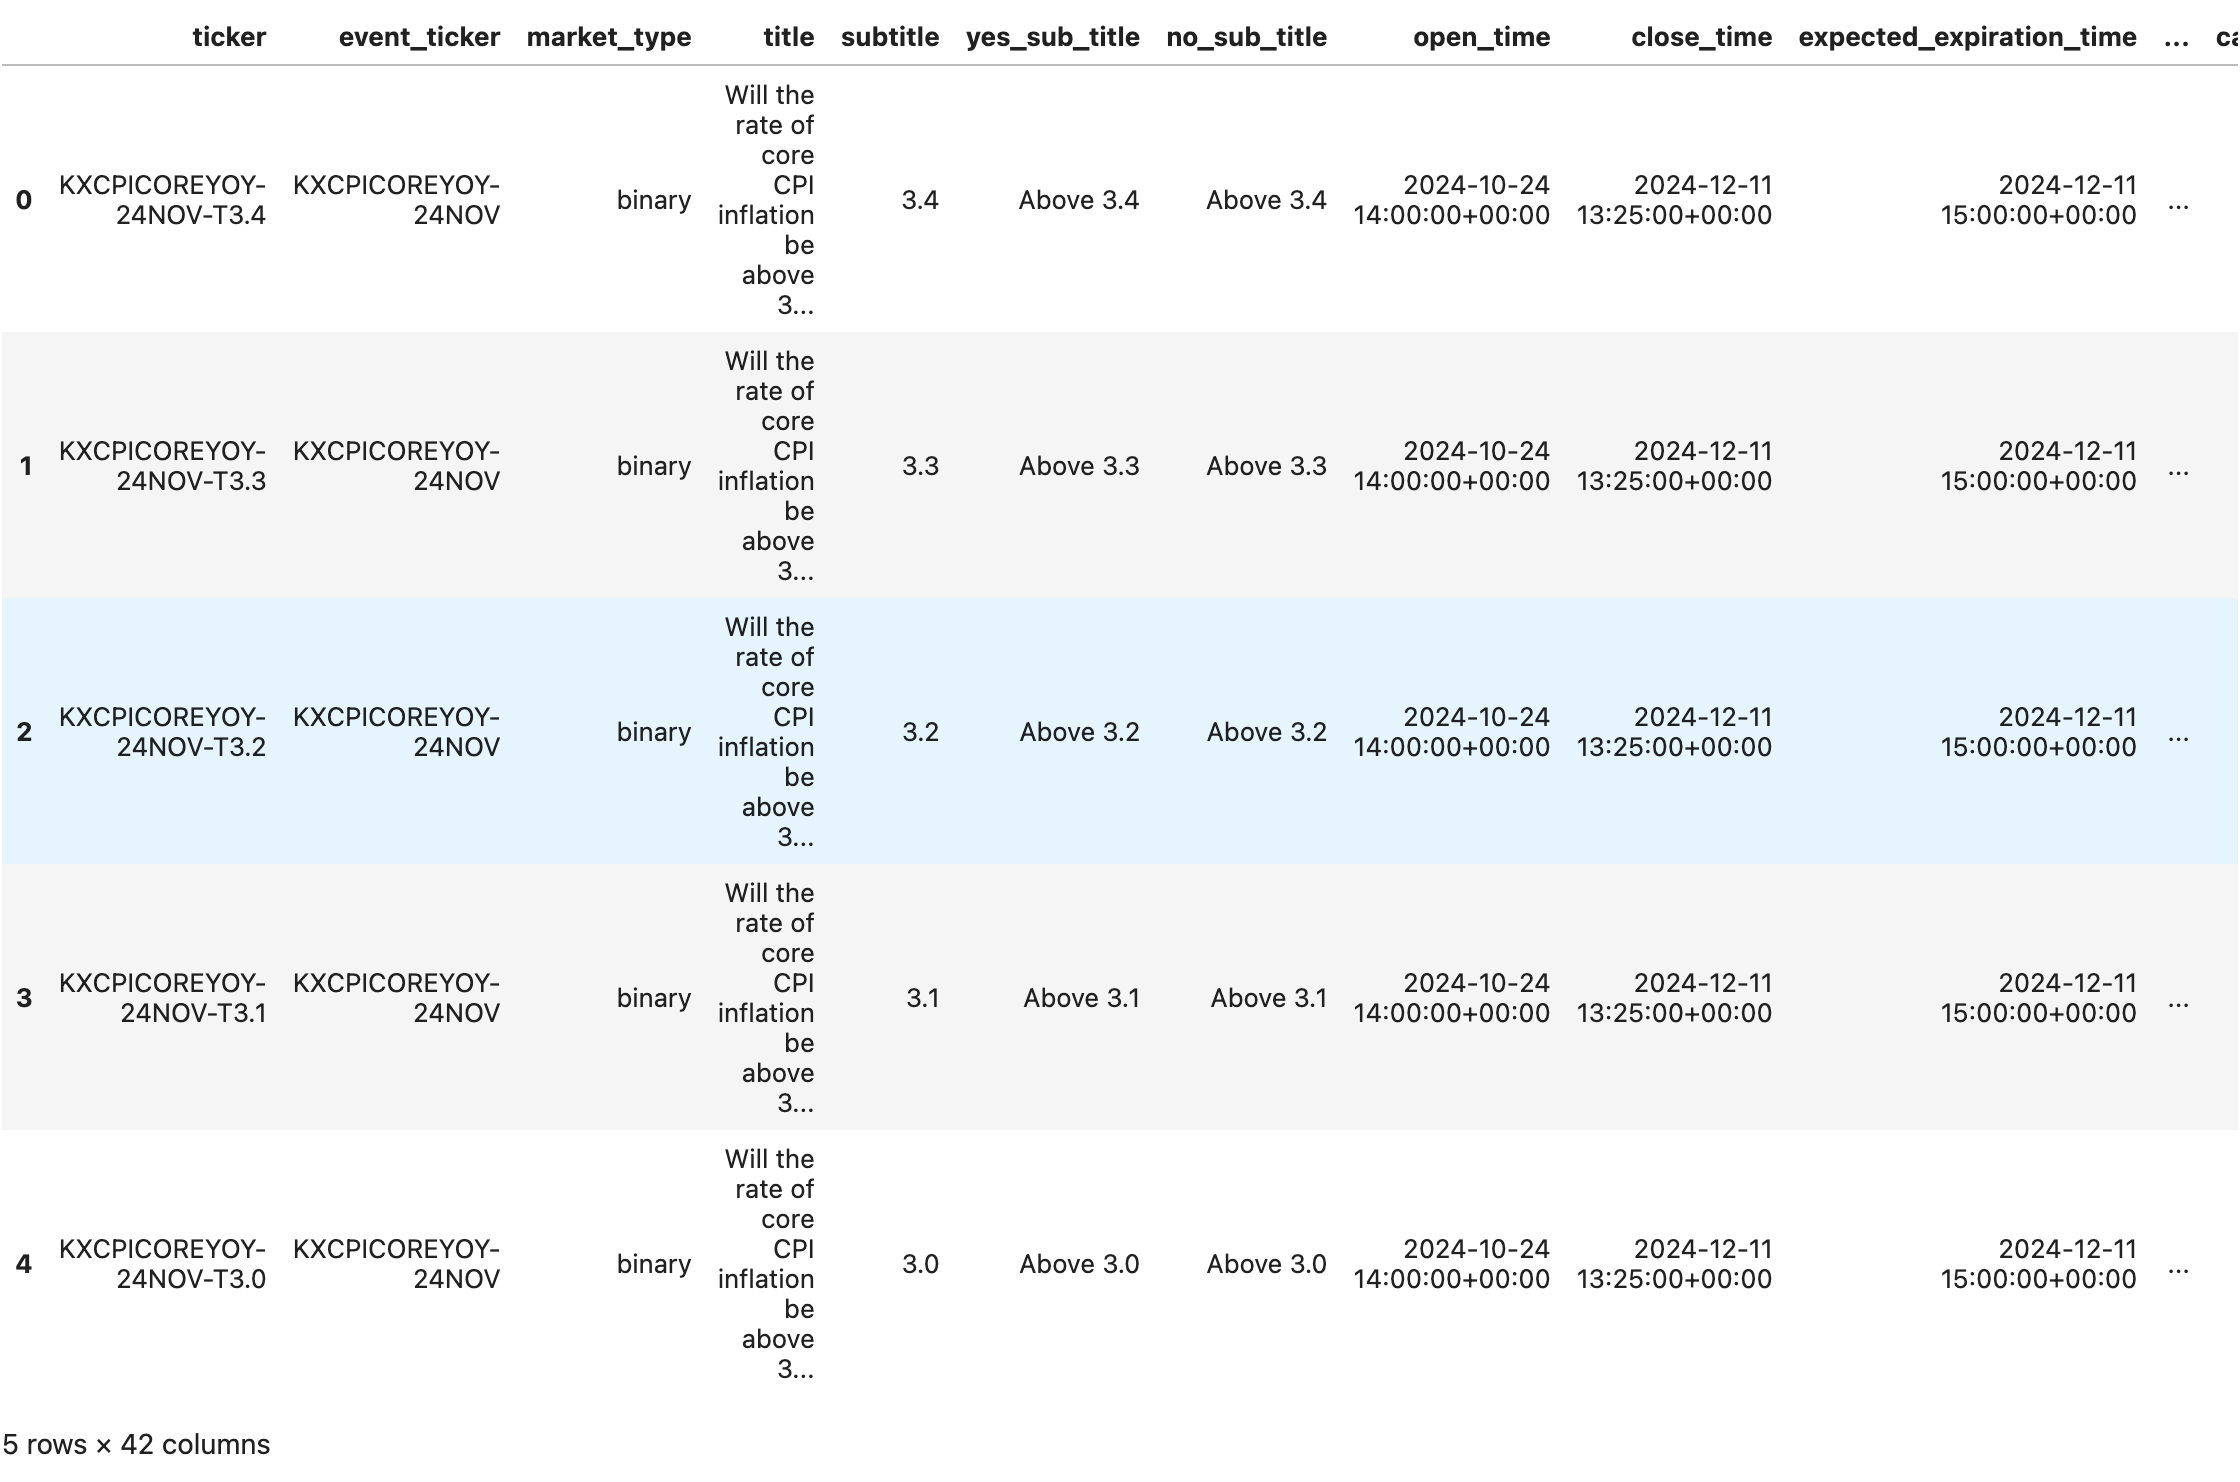 ticker event_ticker market_type title subtitle yes_sub_title no_sub_title open_time close_time expected_expiration_time ... ca
Will the
rate of
core
KXCPICOREYOY- KXCPICOREYOY- CPI 2024-10-24 2024-12-11 2024-12-11
0 binary 3.4 Above 3.4 Above 3.4 ...
24NOV-T3.4 24NOV inflation 14:00:00+00:00 13:25:00+00:00 15:00:00+00:00
be
above
3...
Will the
rate of
core
KXCPICOREYOY- KXCPICOREYOY- CPI 2024-10-24 2024-12-11 2024-12-11
1 binary 3.3 Above 3.3 Above 3.3 ...
24NOV-T3.3 24NOV inflation 14:00:00+00:00 13:25:00+00:00 15:00:00+00:00
be
above
3...
Will the
rate of
core
KXCPICOREYOY- KXCPICOREYOY- CPI 2024-10-24 2024-12-11 2024-12-11
2 binary 3.2 Above 3.2 Above 3.2 ...
24NOV-T3.2 24NOV inflation 14:00:00+00:00 13:25:00+00:00 15:00:00+00:00
be
above
3...
Will the
rate of
core
KXCPICOREYOY- KXCPICOREYOY- CPI 2024-10-24 2024-12-11 2024-12-11
3 binary 3.1 Above 3.1 Above 3.1 ...
24NOV-T3.1 24NOV inflation 14:00:00+00:00 13:25:00+00:00 15:00:00+00:00
be
above
3...
Will the
rate of
core
KXCPICOREYOY- KXCPICOREYOY- CPI 2024-10-24 2024-12-11 2024-12-11
4 binary 3.0 Above 3.0 Above 3.0 ...
24NOV-T3.0 24NOV inflation 14:00:00+00:00 13:25:00+00:00 15:00:00+00:00
be
above
3...
5 rows × 42 columns